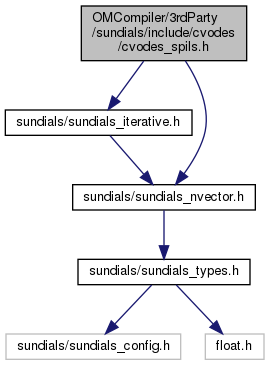 OMCompiler/3rdParty
/sundials/include/cvodes
/cvodes_spils.h
sundials/sundials_iterative.h
sundials/sundials_nvector.h
sundials/sundials_types.h
sundials/sundials_config.h
float.h